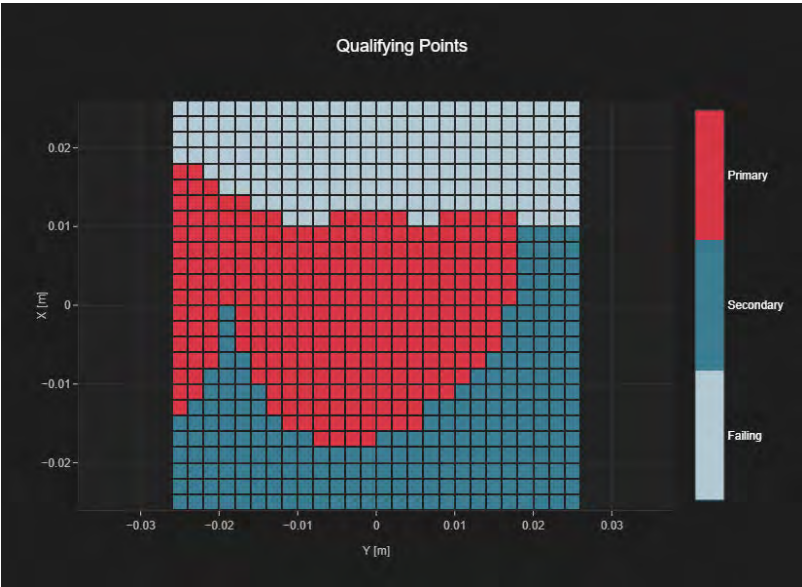 Qualifying Points
0.02
0.01
0
−0.01
−0.02
X [m]
−0.03
−0.02
−0.01
0
0.01
0.02
0.03
Y [m]
Primary
Secondary
Failing